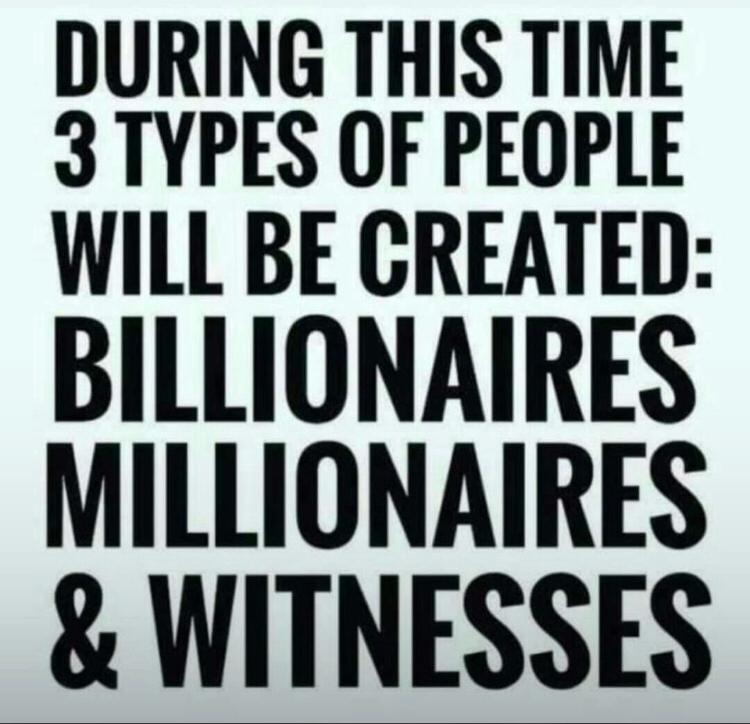 DURING THIS TIME
3 TYPES OF PEOPLE
WILL BE CREATED:
BILLIONAIRES
MILLIONAIRES
& WITNESSES